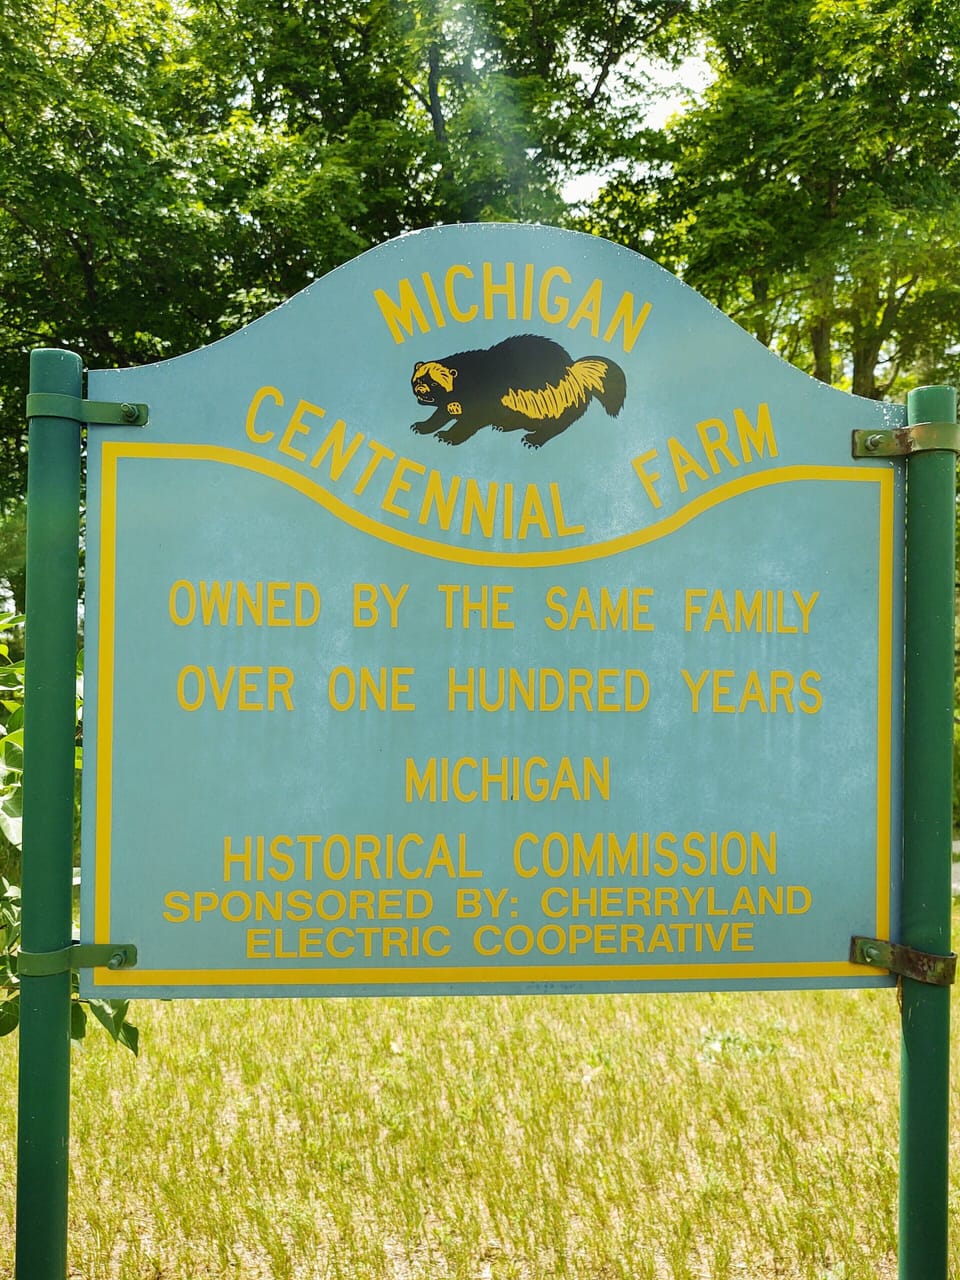 MICHIGAN
CENTENNIAL FARM
OWNED BY THE SAME FAMILY
OVER ONE HUNDRED YEARS
MICHIGAN
HISTORICAL COMMISSION
SPONSORED BY: CHERRYLAND
ELECTRIC COOPERATIVE